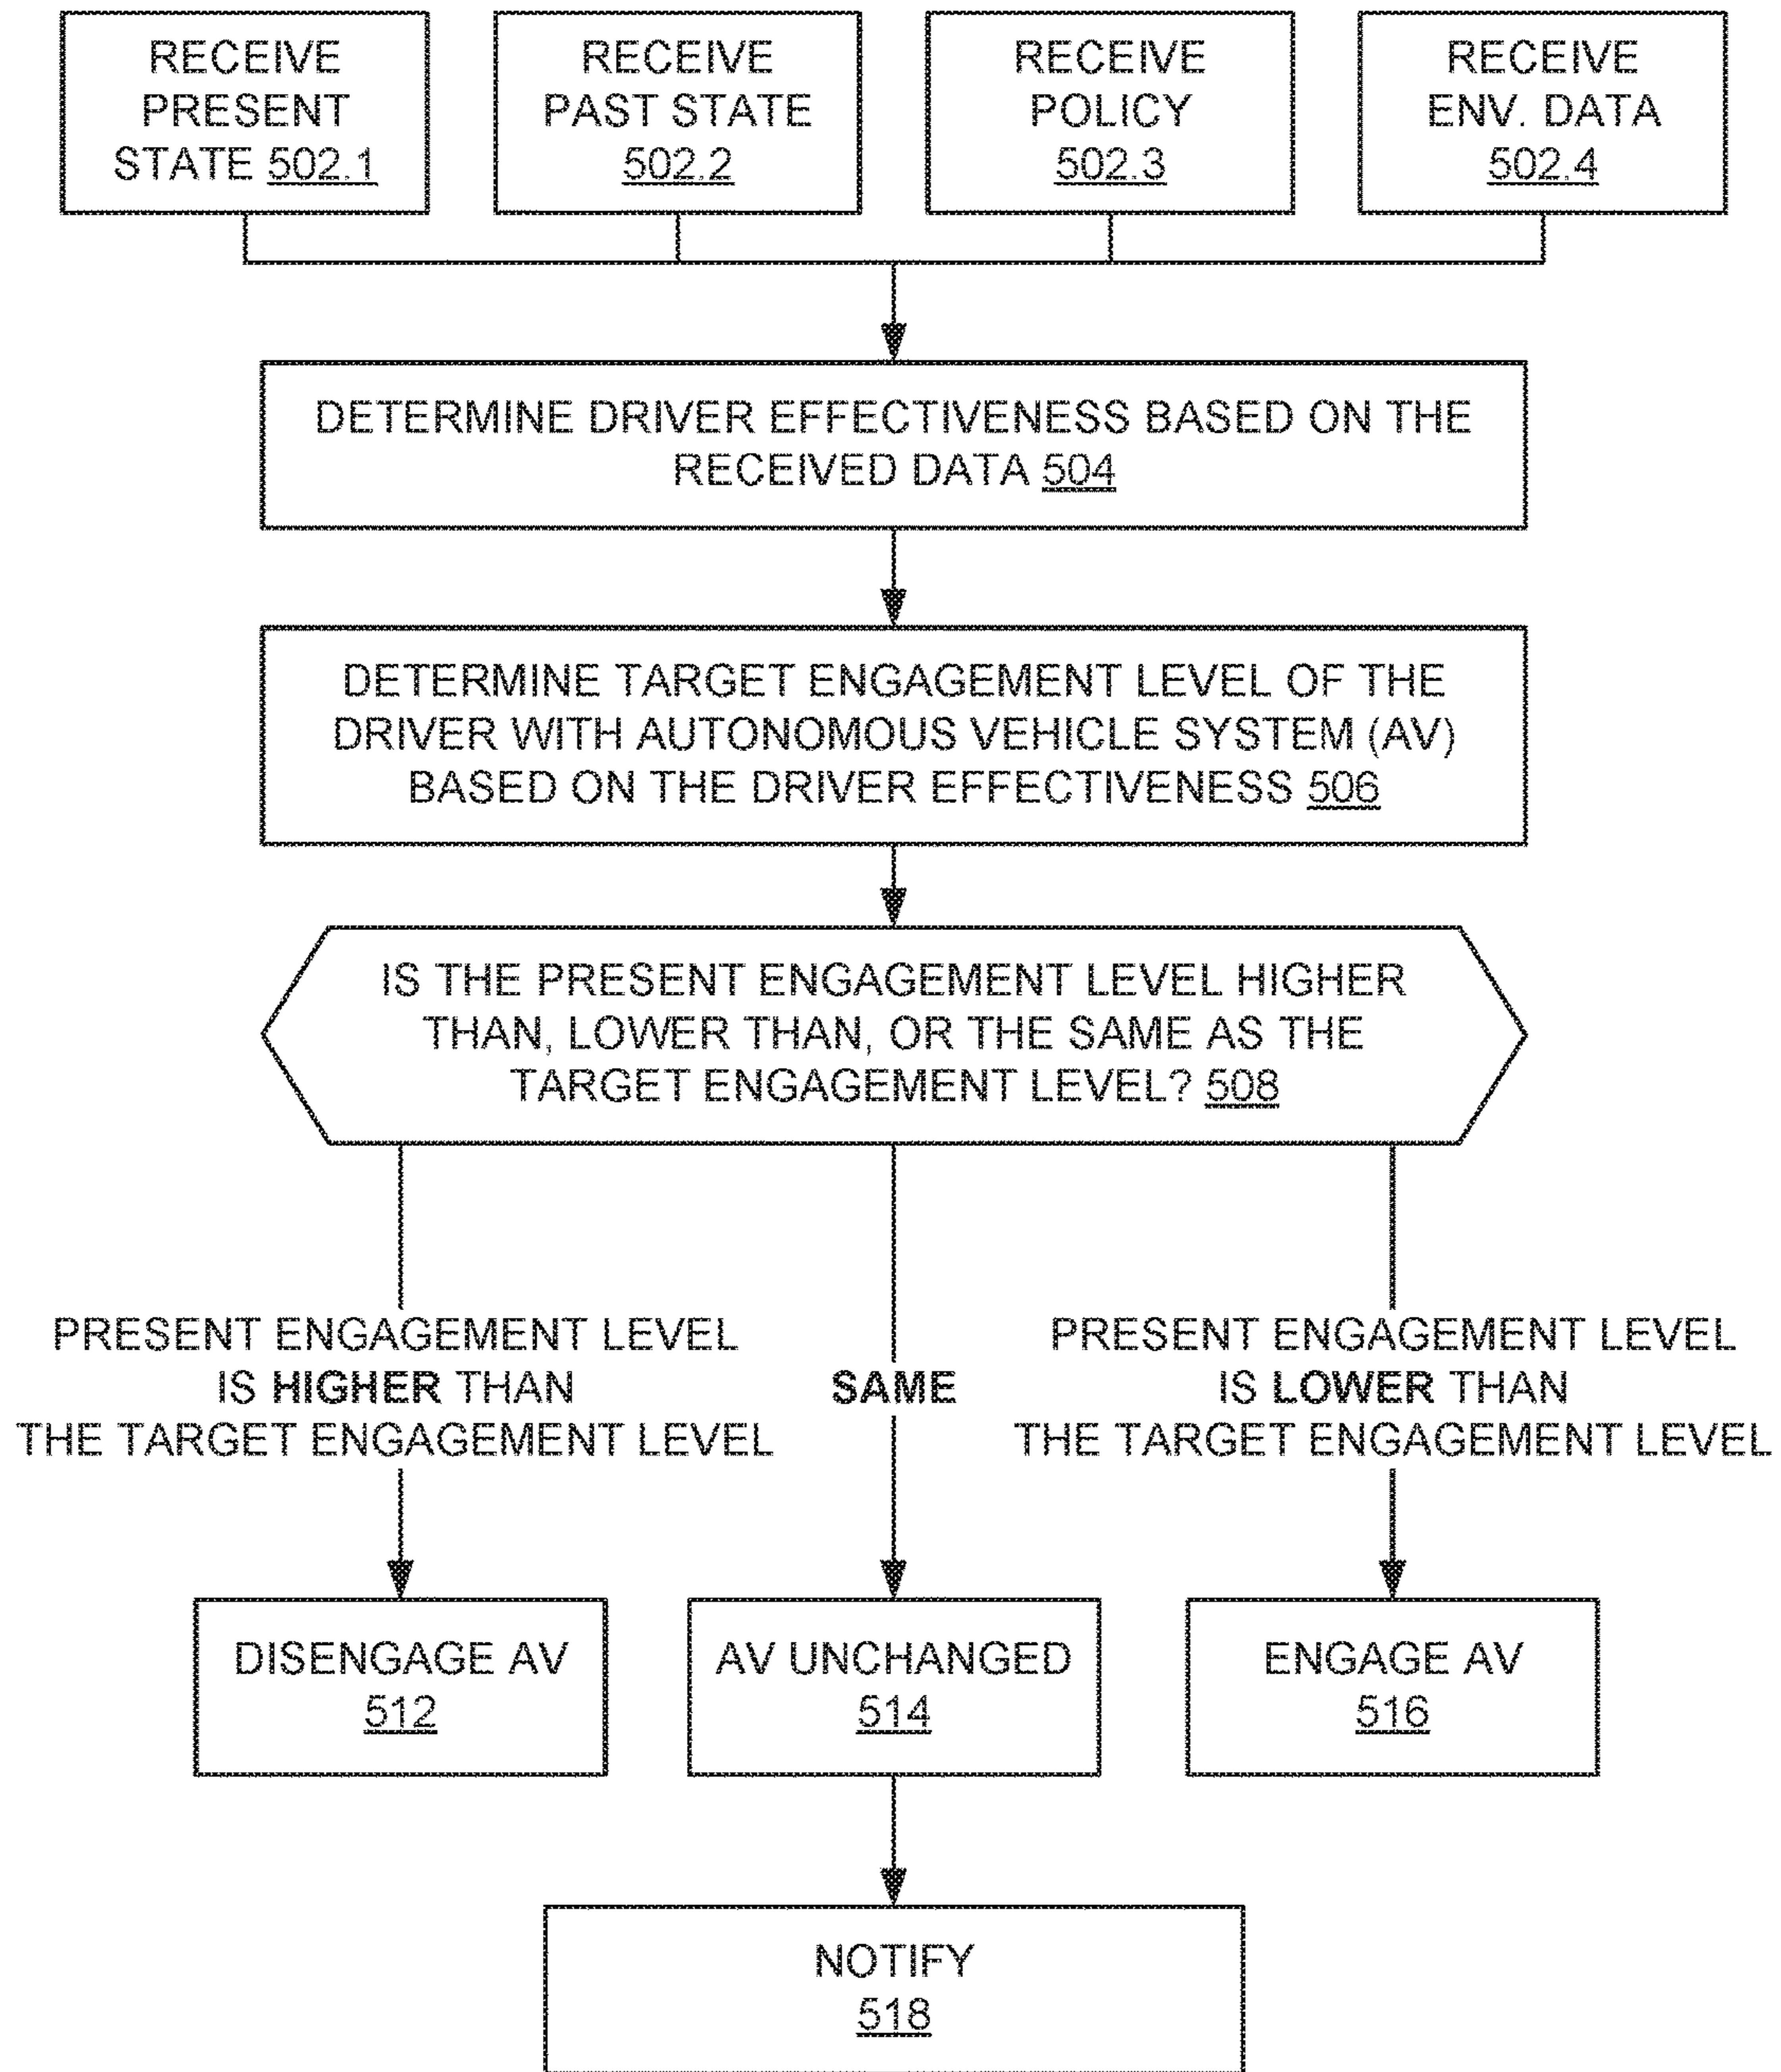 RECEIVE
PRESENT
STATE 502.1
RECEIVE
PAST STATE
502.2
RECEIVE
POLICY
502.3
RECEIVE
ENV. DATA
502.4
DETERMINE DRIVER EFFECTIVENESS BASED ON THE
RECEIVED DATA 504
DETERMINE TARGET ENGAGEMENT LEVEL OF THE
DRIVER WITH AUTONOMOUS VEHICLE SYSTEM (AV)
BASED ON THE DRIVER EFFECTIVENESS 506
IS THE PRESENT ENGAGEMENT LEVEL HIGHER
THAN, LOWER THAN, OR THE SAME AS THE
TARGET ENGAGEMENT LEVEL? 508
PRESENT ENGAGEMENT LEVEL
IS HIGHER THAN
THE TARGET ENGAGEMENT LEVEL
SAME
PRESENT ENGAGEMENT LEVEL
IS LOWER THAN
THE TARGET ENGAGEMENT LEVEL
DISENGAGE AV
512
AV UNCHANGED
514
ENGAGE AV
516
NOTIFY
518